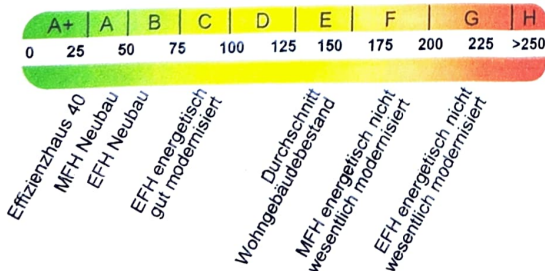 A+ A B C D E F G H
0 25 50 75 100 125 150 175 200 225 >250
Effizienzhaus 40
MFH Neubau
EFH Neubau
EFH energetisch
gut modernisiert
Durchschnitt
Wohngebäudebestand
MFH energetisch nicht
wesentlich modernisiert
EFH energetisch nicht
wesentlich modernisiert